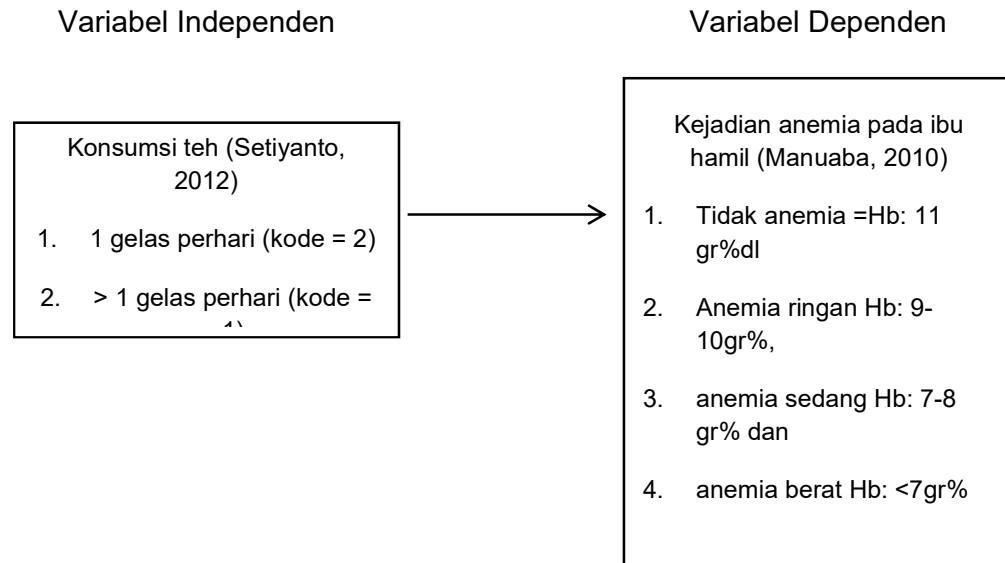 Variabel Independen
Variabel Dependen
Konsumsi teh (Setiyanto,
2012)
1. 1 gelas perhari (kode = 2)
2. > 1 gelas perhari (kode =
Kejadian anemia pada ibu
hamil (Manuaba, 2010)
1. Tidak anemia =Hb: 11
gr%dl
2. Anemia ringan Hb: 9-
10gr%,
3. anemia sedang Hb: 7-8
gr% dan
4. anemia berat Hb: <7gr%